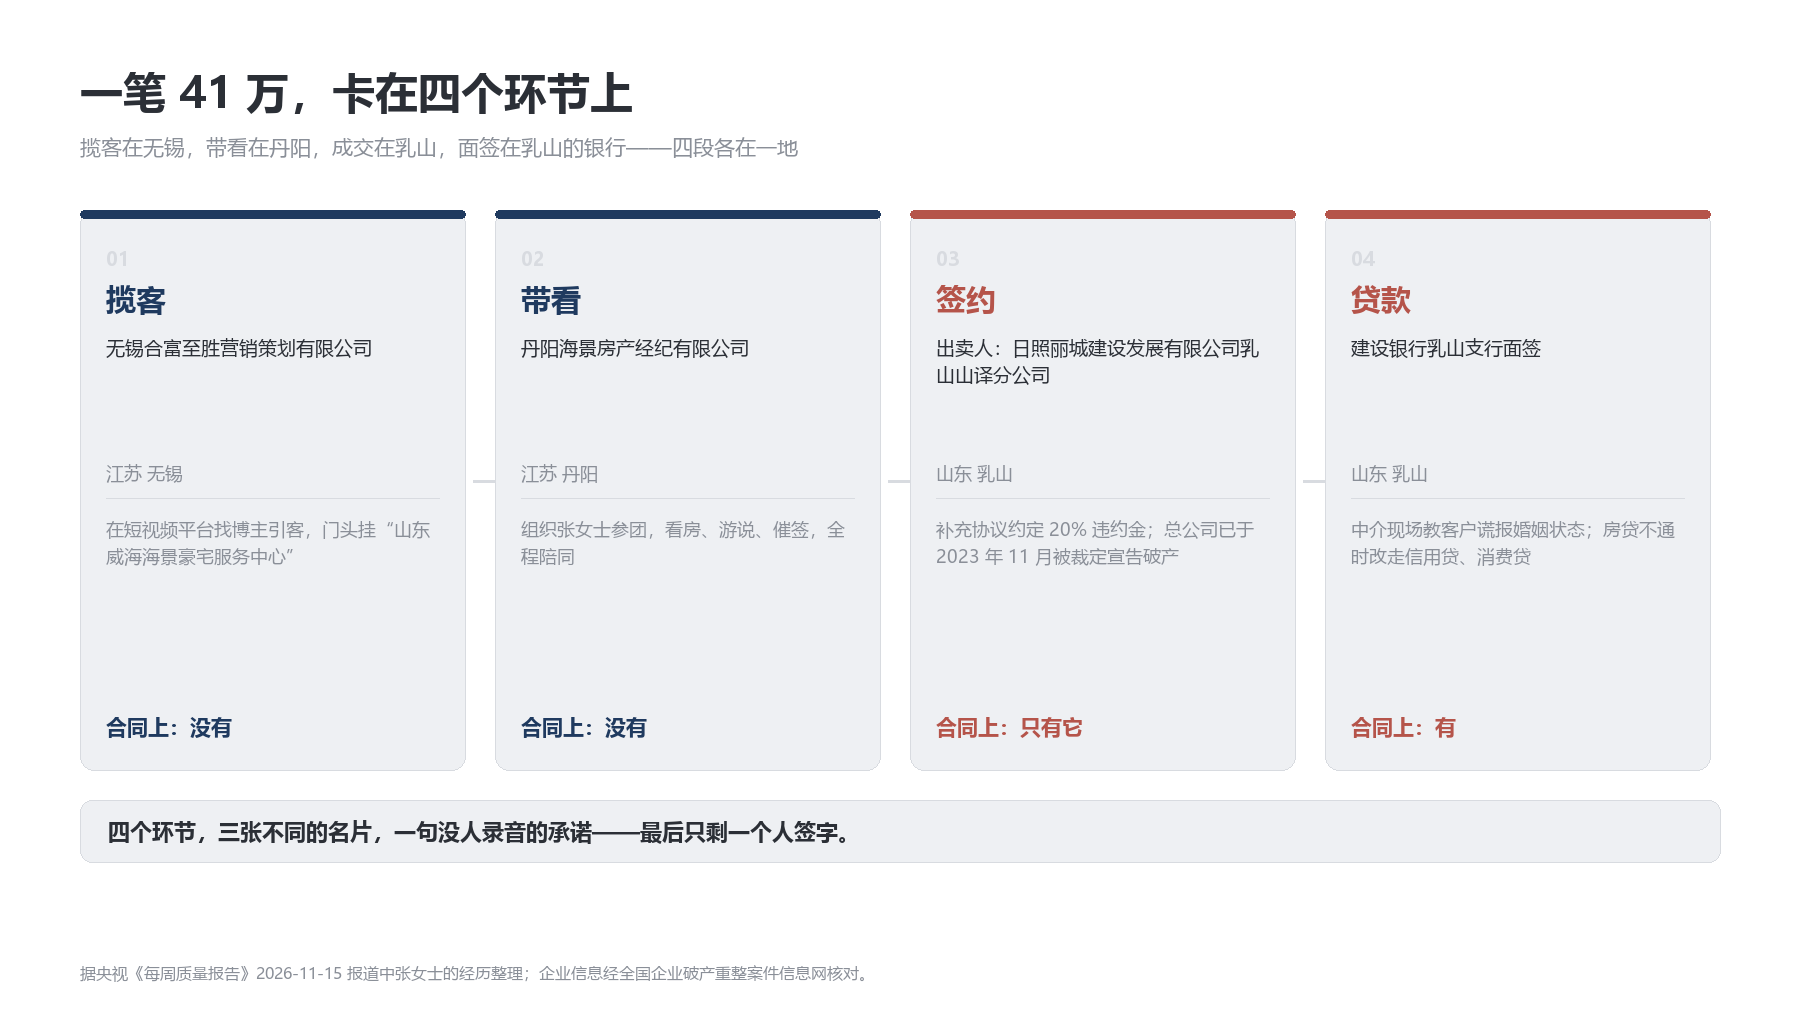 一笔 41 万，卡在四个环节上
揽客在无锡，带看在丹阳，成交在乳山，面签在乳山的银行——四段各在一地
01
揽客
无锡合富至胜营销策划有限公司
江苏 无锡
在短视频平台找博主引客，门头挂“山东
威海海景豪宅服务中心”
合同上：没有
02
带看
丹阳海景房产经纪有限公司
江苏 丹阳
组织张女士参团，看房、游说、催签，全
程陪同
合同上：没有
03
签约
出卖人：日照丽城建设发展有限公司乳
山山译分公司
山东 乳山
补充协议约定 20% 违约金；总公司已于
2023 年 11 月被裁定宣告破产
合同上：只有它
04
贷款
建设银行乳山支行面签
山东 乳山
中介现场教客户谎报婚姻状态；房贷不通
时改走信用贷、消费贷
合同上：有
四个环节，三张不同的名片，一句没人录音的承诺——最后只剩一个人签字。
据央视《每周质量报告》2026-11-15 报道中张女士的经历整理；企业信息经全国企业破产重整案件信息网核对。